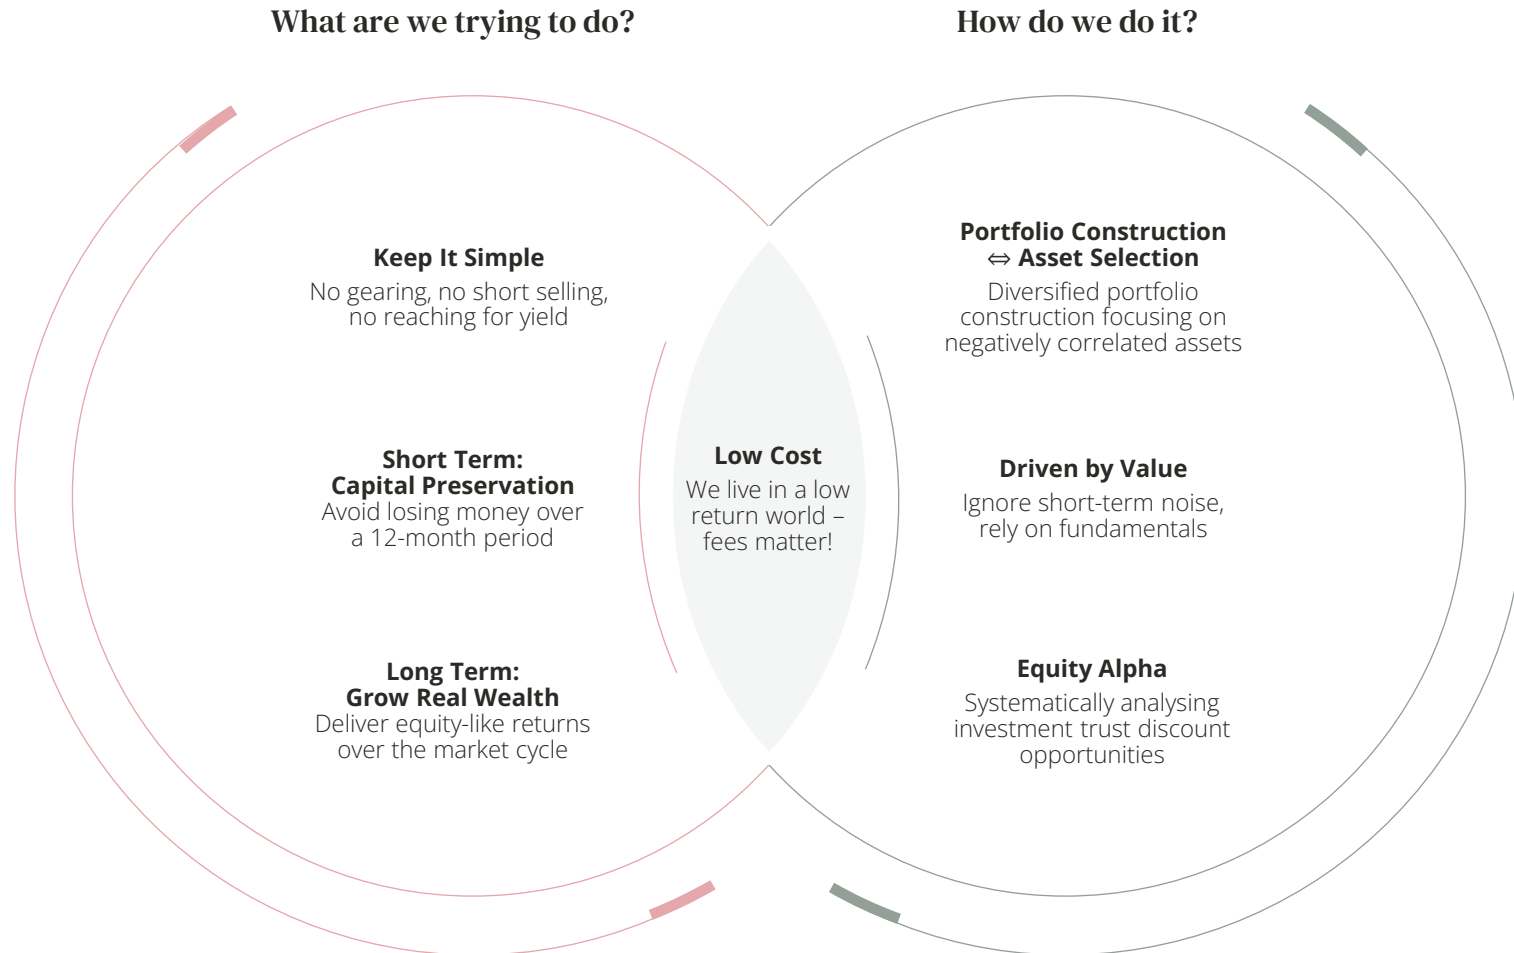 What are we trying to do?
How do we do it?
Keep It Simple
No gearing, no short selling,
no reaching for yield
Short Term:
Capital Preservation
Avoid losing money over
a 12-month period
Long Term:
Grow Real Wealth
Deliver equity-like returns
over the market cycle
Low Cost
We live in a low
return world –
fees matter!
Portfolio Construction
⇔ Asset Selection
Diversified portfolio
construction focusing on
negatively correlated assets
Driven by Value
Ignore short-term noise,
rely on fundamentals
Equity Alpha
Systematically analysing
investment trust discount
opportunities